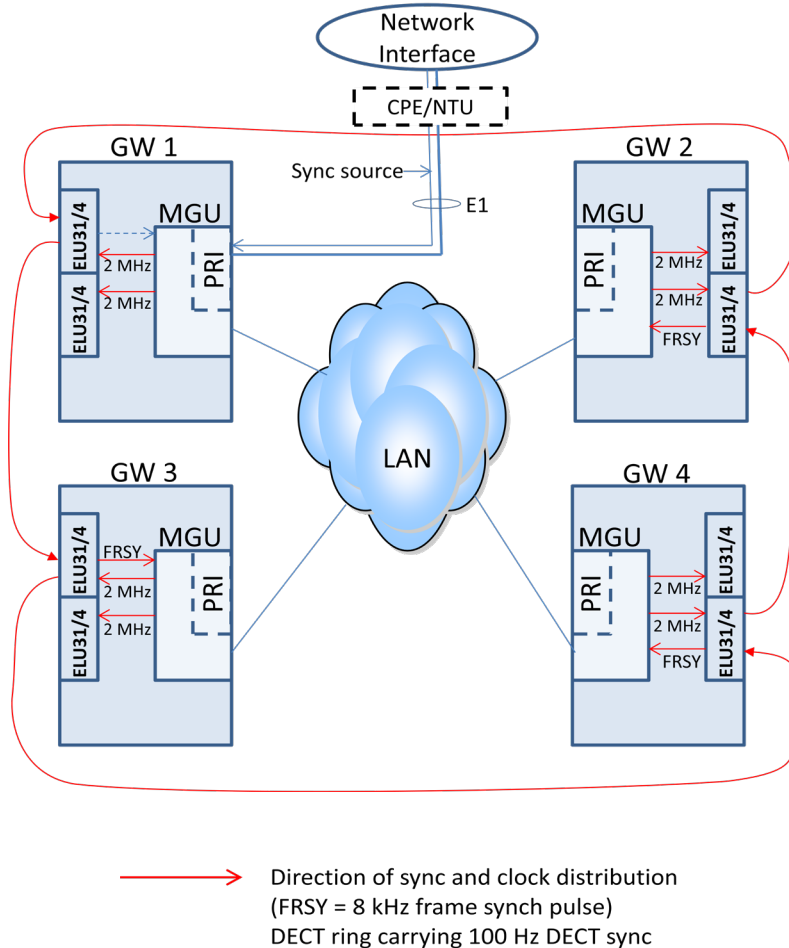 Network
Interface
CPE/NTU
GW 1
GW 2
Sync source
E1
MGU
PRI
ELU31/4
ELU31/4
2 MHz
2 MHz
MGU
PRI
ELU31/4
ELU31/4
2 MHz
2 MHz
FRSY
LAN
GW 3
GW 4
MGU
PRI
ELU31/4
ELU31/4
FRSY
2 MHz
2 MHz
MGU
PRI
ELU31/4
ELU31/4
2 MHz
2 MHz
FRSY
Direction of sync and clock distribution
(FRSY = 8 kHz frame synch pulse)
DECT ring carrying 100 Hz DECT sync